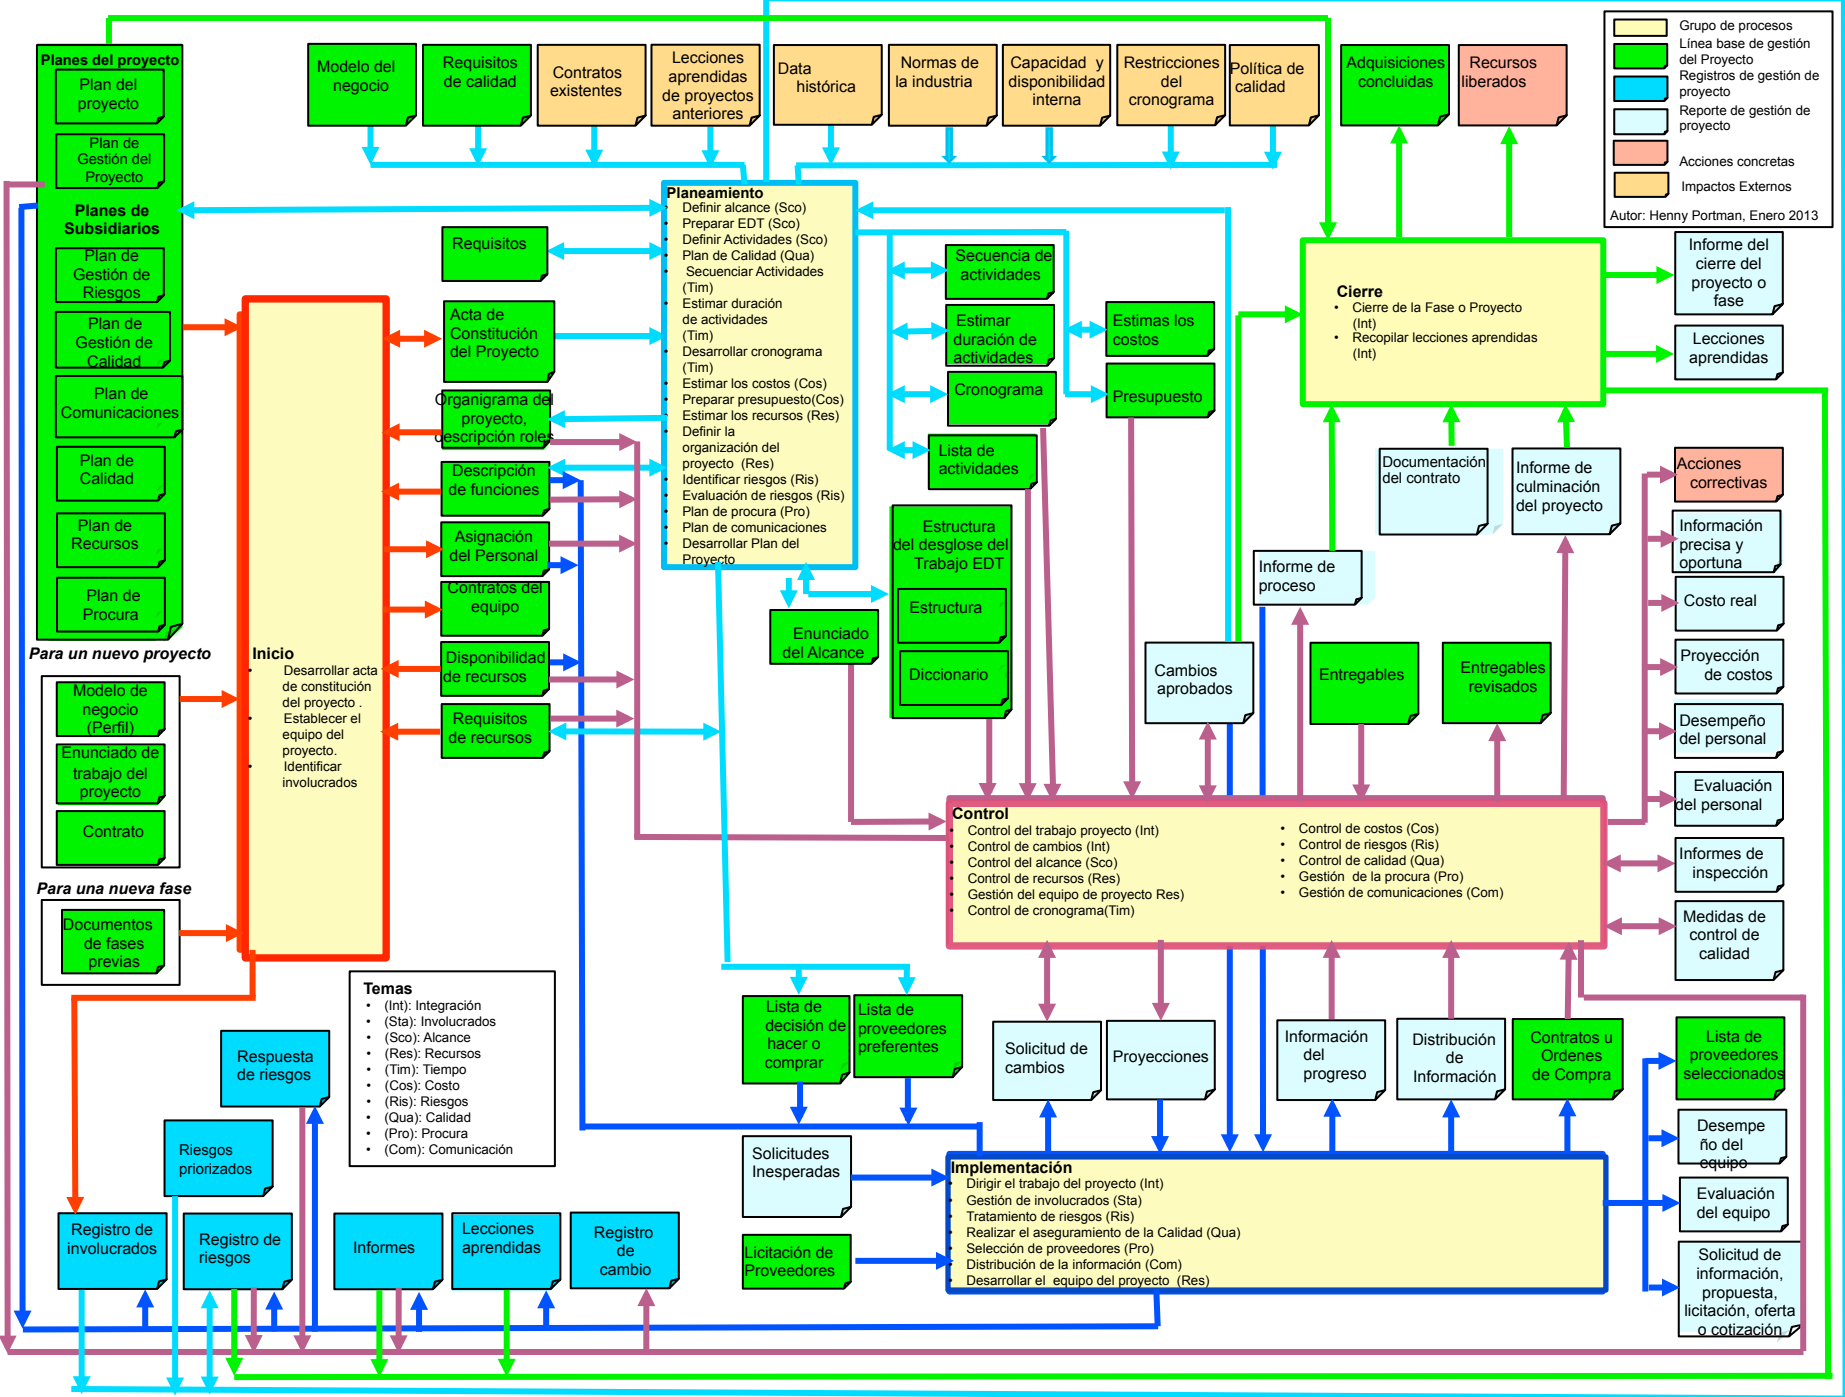 Planes del proyecto
Plan del
proyecto
Plan de
Gestión del
Proyecto
Planes de
Subsidiarios
Plan de
Gestión de
Riesgos
Plan de
Gestión de
Calidad
Plan de
Comunicaciones
Plan de
Calidad
Plan de
Recursos
Plan de
Procura
Para un nuevo proyecto
Modelo de
negocio
(Perfil)
Enunciado de
trabajo del
proyecto
Contrato
Para una nueva fase
Documentos
de fases
previas
Modelo del
negocio
Requisitos
de calidad
Contratos
existentes
Lecciones
aprendidas
de proyectos
anteriores
Data
histórica
Normas de
la industria
Capacidad y
disponibilidad
interna
Restricciones
del
cronograma
Política de
calidad
Adquisiciones
concluidas
Recursos
liberados
Grupo de procesos
Línea base de gestión
del Proyecto
Registros de gestión de
proyecto
Reporte de gestión de
proyecto
Acciones concretas
Impactos Externos
Autor: Henny Portman, Enero 2013
Inicio
• Desarrollar acta
de constitución
del proyecto .
• Establecer el
equipo del
proyecto.
• Identificar
involucrados
Requisitos
Acta de
Constitución
del Proyecto
Organigrama del
proyecto,
descripción roles
Descripción
de funciones
Asignación
del Personal
Contratos del
equipo
Disponibilidad
de recursos
Requisitos
de recursos
Planeamiento
• Definir alcance (Sco)
• Preparar EDT (Sco)
• Definir Actividades (Sco)
• Plan de Calidad (Qua)
• Secuenciar Actividades
(Tim)
• Estimar duración
de actividades
(Tim)
• Desarrollar cronograma
(Tim)
• Estimar los costos (Cos)
• Preparar presupuesto(Cos)
• Estimar los recursos (Res)
• Definir la
organización del
proyecto (Res)
• Identificar riesgos (Ris)
• Evaluación de riesgos (Ris)
• Plan de procura (Pro)
• Plan de comunicaciones
• Desarrollar Plan del
Proyecto
Secuencia de
actividades
Estimar
duración de
actividades
Cronograma
Lista de
actividades
Estimas los
costos
Presupuesto
Estructura
del desglose del
Trabajo EDT
Estructura
Diccionario
Enunciado
del Alcance
Cierre
• Cierre de la Fase o Proyecto
(Int)
• Recopilar lecciones aprendidas
(Int)
Informe del
cierre del
proyecto o
fase
Lecciones
aprendidas
Documentación
del contrato
Informe de
culminación
del proyecto
Informe de
proceso
Cambios
aprobados
Entregables
Entregables
revisados
Acciones
correctivas
Información
precisa y
oportuna
Costo real
Proyección
de costos
Desempeño
del personal
Evaluación
del personal
Informes de
inspección
Medidas de
control de
calidad
Control
• Control del trabajo proyecto (Int)
• Control de cambios (Int)
• Control del alcance (Sco)
• Control de recursos (Res)
• Gestión del equipo de proyecto Res)
• Control de cronograma(Tim)
• Control de costos (Cos)
• Control de riesgos (Ris)
• Control de calidad (Qua)
• Gestión de la procura (Pro)
• Gestión de comunicaciones (Com)
Temas
• (Int): Integración
• (Sta): Involucrados
• (Sco): Alcance
• (Res): Recursos
• (Tim): Tiempo
• (Cos): Costo
• (Ris): Riesgos
• (Qua): Calidad
• (Pro): Procura
• (Com): Comunicación
Lista de
decisión de
hacer o
comprar
Lista de
proveedores
preferentes
Solicitud de
cambios
Proyecciones
Información
del
progreso
Distribución
de
Información
Contratos u
Ordenes
de Compra
Lista de
proveedores
seleccionados
Desempe
ño del
equipo
Evaluación
del equipo
Solicitud de
información,
propuesta,
licitación, oferta
o cotización
Solicitudes
Inesperadas
Licitación de
Proveedores
Implementación
• Dirigir el trabajo del proyecto (Int)
• Gestión de involucrados (Sta)
• Tratamiento de riesgos (Ris)
• Realizar el aseguramiento de la Calidad (Qua)
• Selección de proveedores (Pro)
• Distribución de la información (Com)
• Desarrollar el equipo del proyecto (Res)
Respuesta
de riesgos
Riesgos
priorizados
Registro de
involucrados
Registro de
riesgos
Informes
Lecciones
aprendidas
Registro
de
cambio